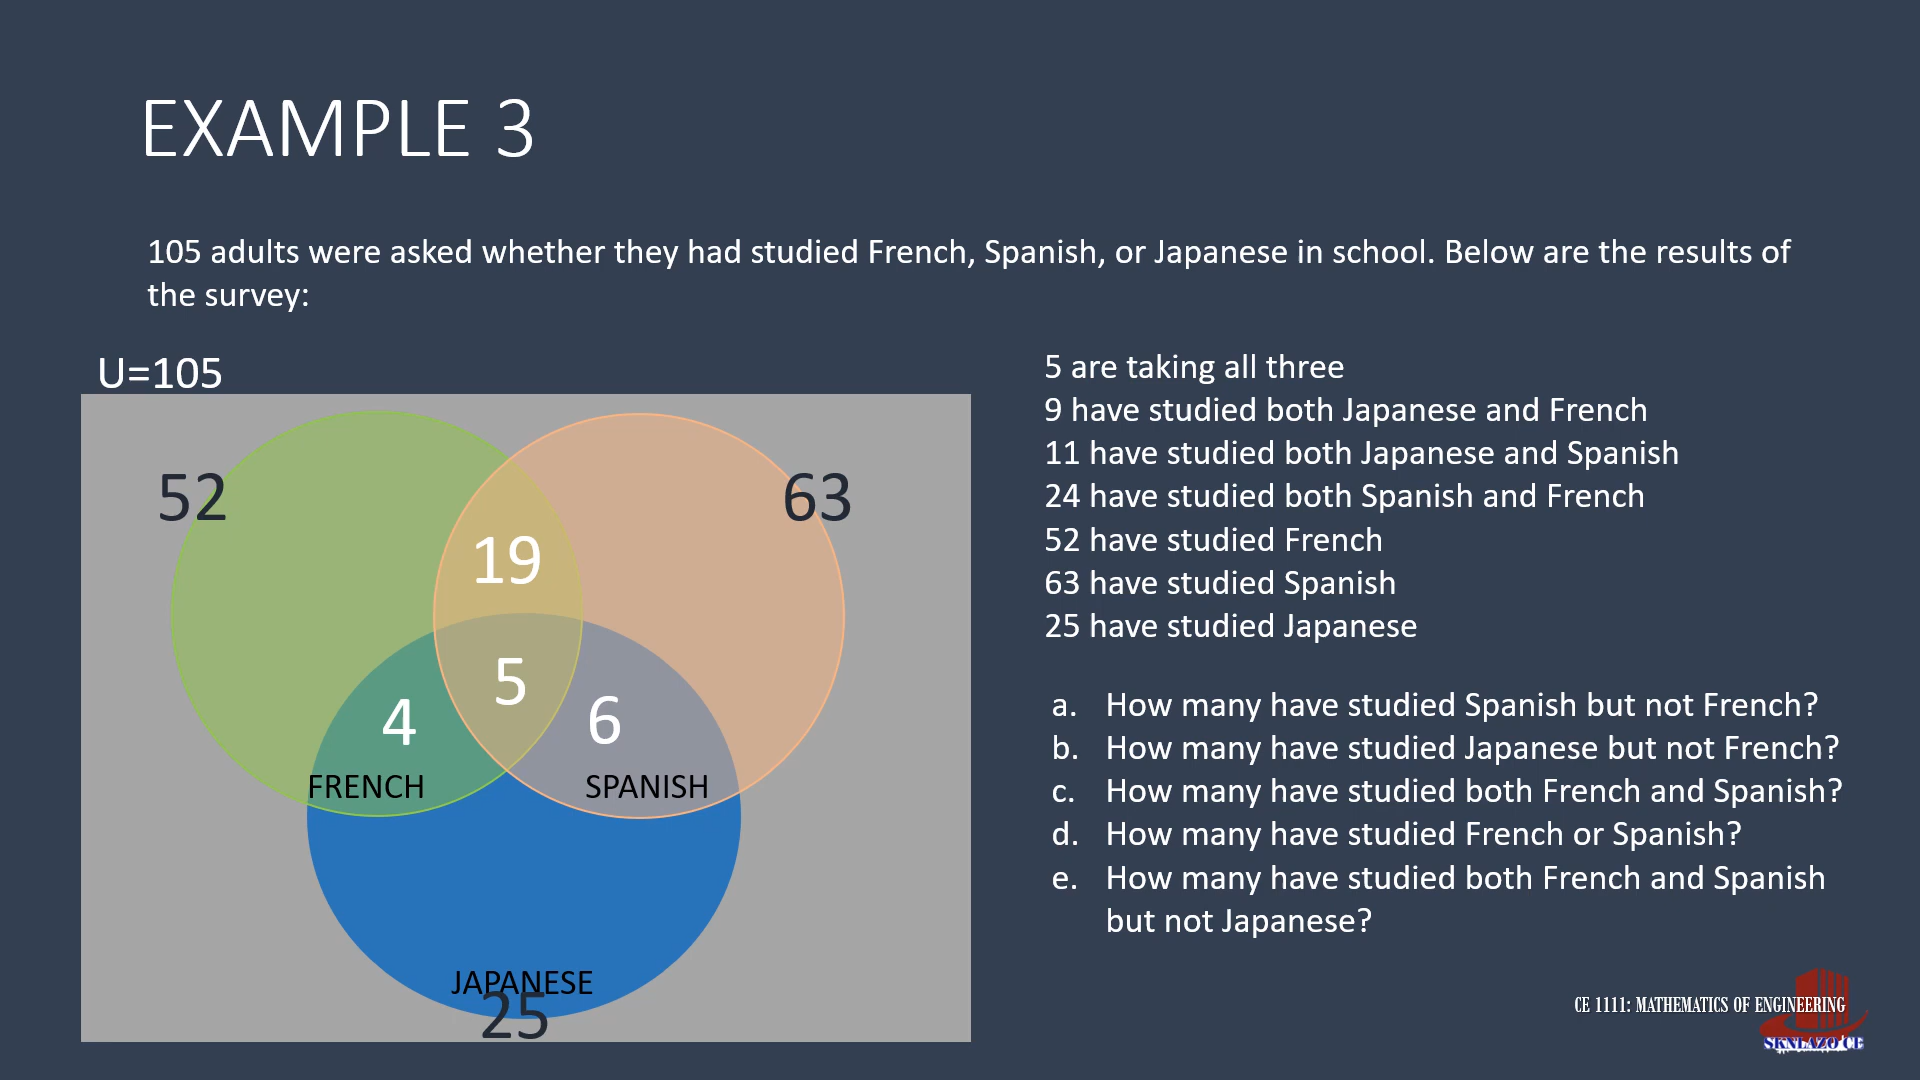 EXAMPLE 3
105 adults were asked whether they had studied French, Spanish, or Japanese in school. Below are the results of
the survey:
U=105
52
63
19
5
4
6
FRENCH
SPANISH
JAPANESE
25
5 are taking all three
9 have studied both Japanese and French
11 have studied both Japanese and Spanish
24 have studied both Spanish and French
52 have studied French
63 have studied Spanish
25 have studied Japanese
a. How many have studied Spanish but not French?
b. How many have studied Japanese but not French?
c. How many have studied both French and Spanish?
d. How many have studied French or Spanish?
e. How many have studied both French and Spanish
but not Japanese?
CE 1111: MATHEMATICS OF ENGINEERING
SKNLAZO CE